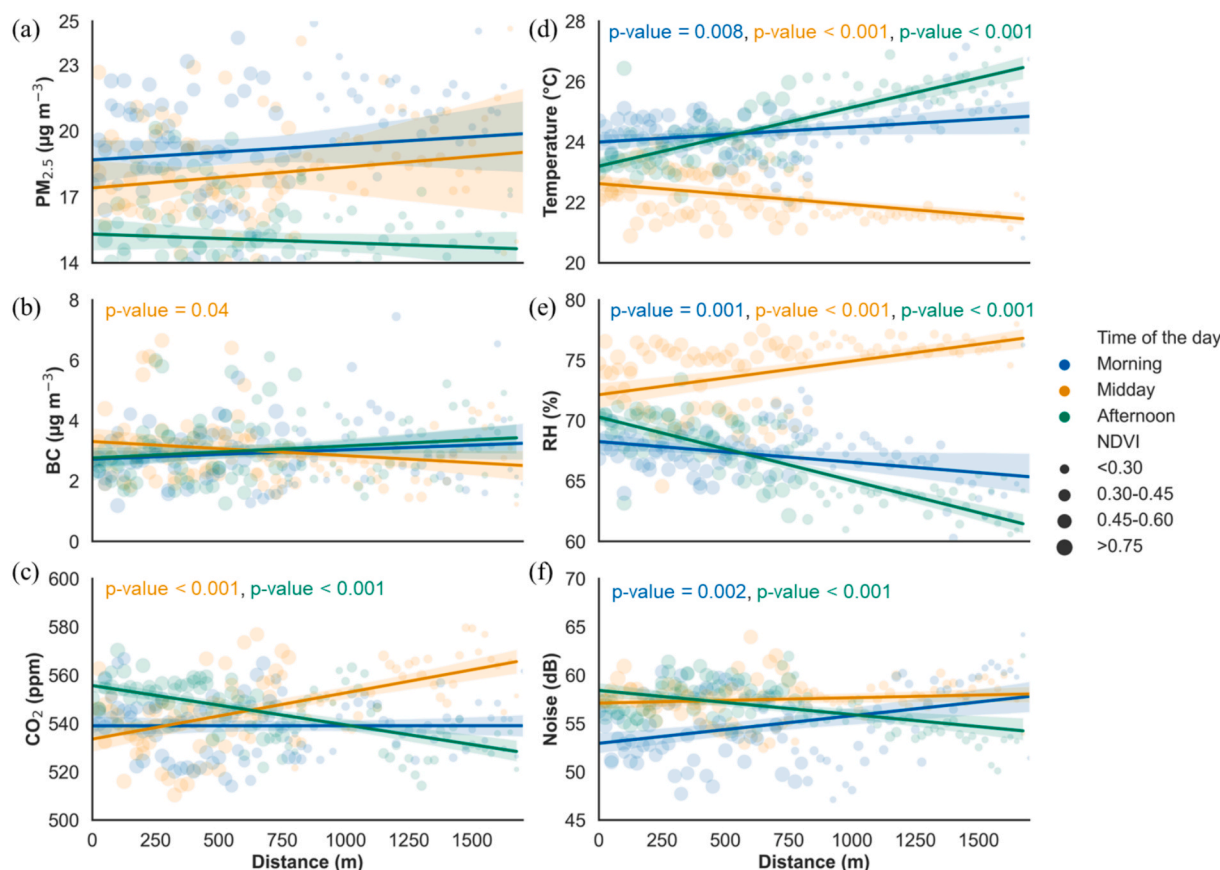 (a)
25
23
20
17
14
PM2.5 (µg m−3)
(d)
p-value = 0.008, p-value < 0.001, p-value < 0.001
28
26
24
22
20
Temperature (°C)
(b)
p-value = 0.04
8
6
4
2
0
BC (µg m−3)
(e)
p-value = 0.001, p-value < 0.001, p-value < 0.001
80
75
70
65
60
RH (%)
(c)
p-value < 0.001, p-value < 0.001
600
580
560
540
520
500
CO2 (ppm)
0 250 500 750 1000 1250 1500
Distance (m)
(f)
p-value = 0.002, p-value < 0.001
70
65
60
55
50
45
Noise (dB)
0 250 500 750 1000 1250 1500
Distance (m)
Time of the day
Morning
Midday
Afternoon
NDVI
<0.30
0.30-0.45
0.45-0.60
>0.75